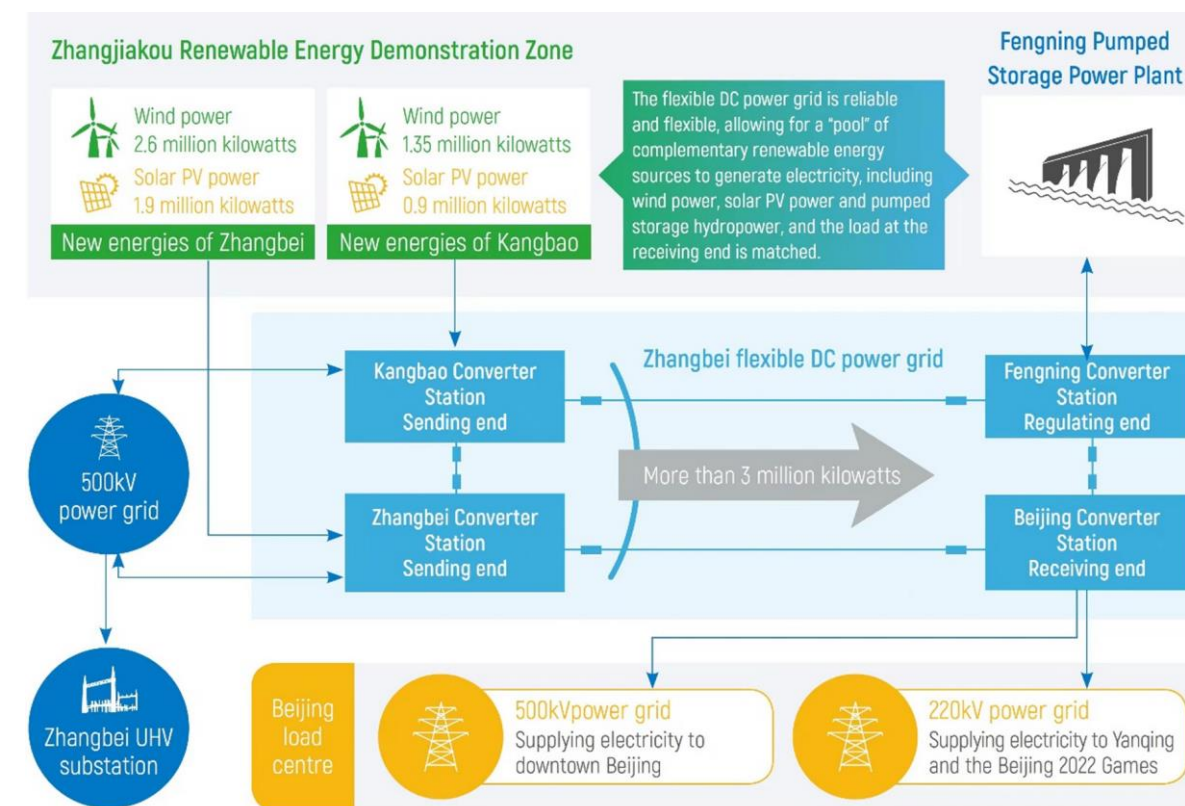 Zhangjiakou Renewable Energy Demonstration Zone
Wind power
2.6 million kilowatts
Solar PV power
1.9 million kilowatts
New energies of Zhangbei
Wind power
1.35 million kilowatts
Solar PV power
0.9 million kilowatts
New energies of Kangbao
The flexible DC power grid is reliable
and flexible, allowing for a “pool” of
complementary renewable energy
sources to generate electricity, including
wind power, solar PV power and pumped
storage hydropower, and the load at the
receiving end is matched.
Fengning Pumped
Storage Power Plant
500kV
power grid
Zhangbei UHV
substation
Kangbao Converter
Station
Sending end
Zhangbei Converter
Station
Sending end
Zhangbei flexible DC power grid
More than 3 million kilowatts
Fengning Converter
Station
Regulating end
Beijing Converter
Station
Receiving end
Beijing
load
centre
500kVpower grid
Supplying electricity to
downtown Beijing
220kV power grid
Supplying electricity to Yanqing
and the Beijing 2022 Games